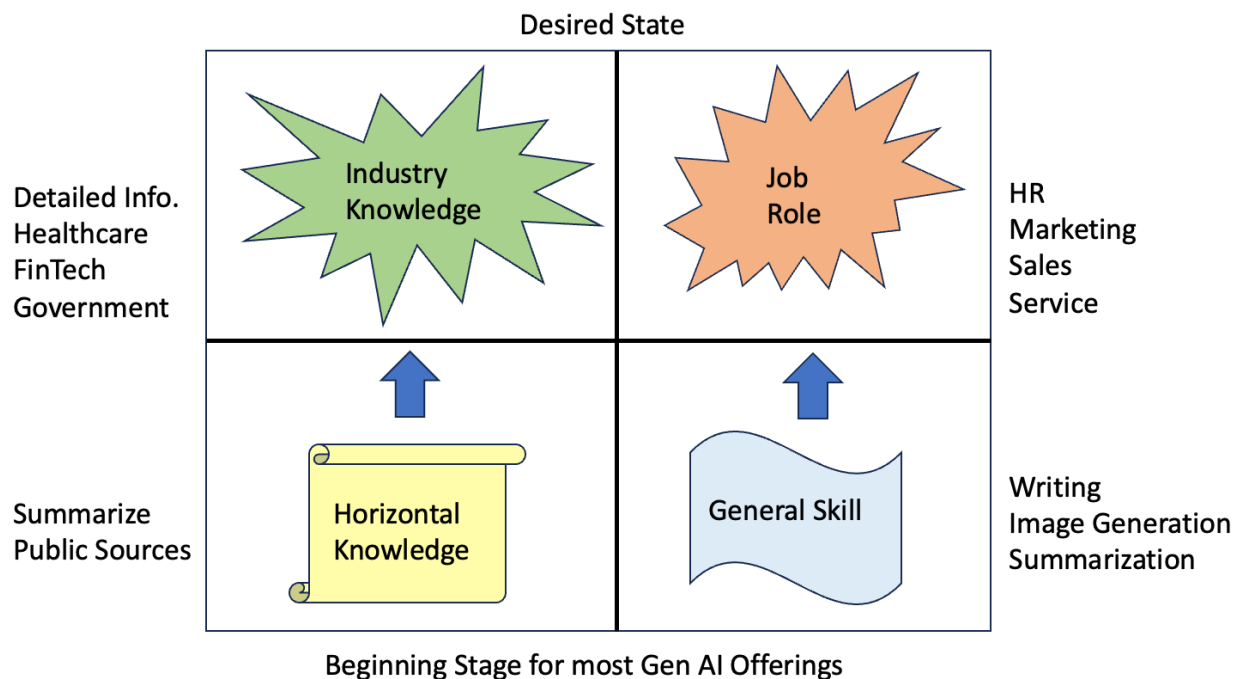 Desired State
Detailed Info.
Healthcare
FinTech
Government
Industry
Knowledge
Job
Role
HR
Marketing
Sales
Service
Summarize
Public Sources
Horizontal
Knowledge
General Skill
Writing
Image Generation
Summarization
Beginning Stage for most Gen AI Offerings